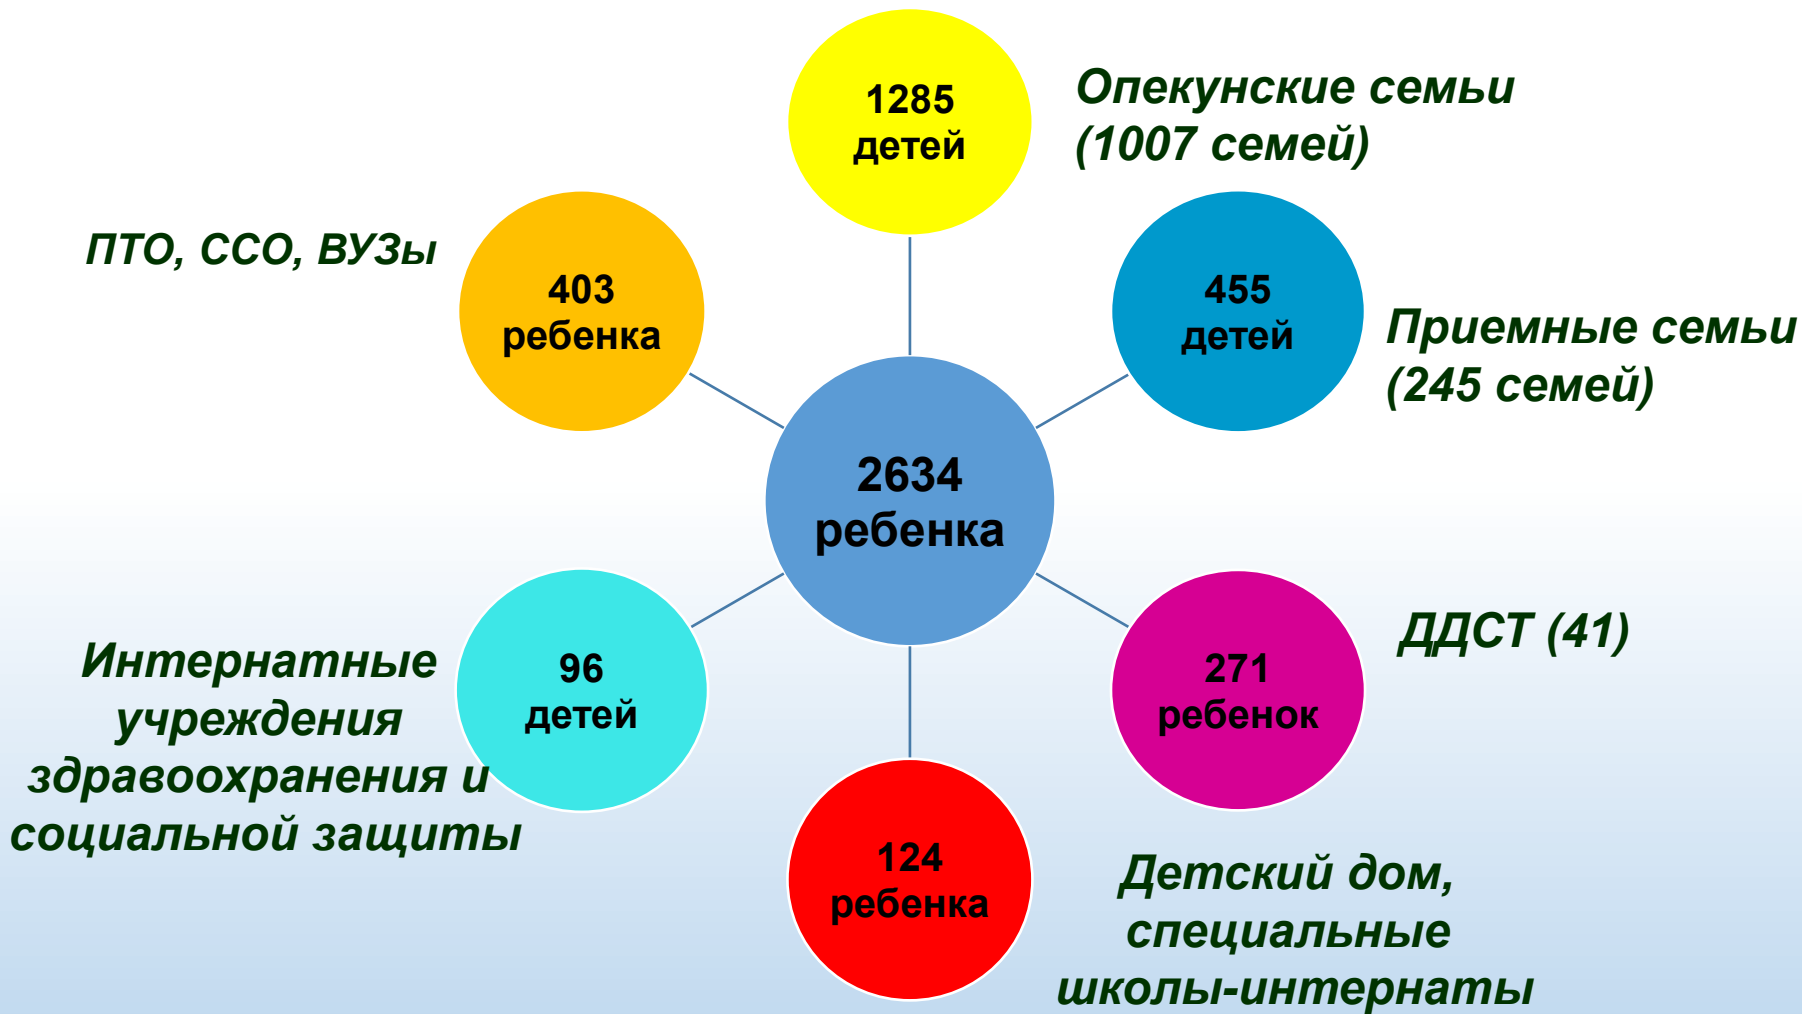 1285
детей
Опекунские семьи
(1007 семей)
ПТО, ССО, ВУЗы
403
ребенка
455
детей
Приемные семьи
(245 семей)
2634
ребенка
Интернатные
учреждения
здравоохранения и
социальной защиты
96
детей
271
ребенок
ДДСТ (41)
124
ребенка
Детский дом,
специальные
школы-интернаты